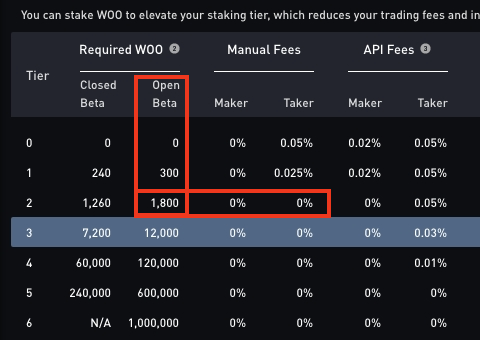 You can stake WOO to elevate your staking tier, which reduces your trading fees and in
Required WOO 2 Manual Fees API Fees 3
Tier
Closed Beta Open Beta Maker Taker Maker Taker
0 0 0 0% 0.05% 0.02% 0.05%
1 240 300 0% 0.025% 0.02% 0.05%
2 1,260 1,800 0% 0% 0% 0.05%
3 7,200 12,000 0% 0% 0% 0.03%
4 60,000 120,000 0% 0% 0% 0.01%
5 240,000 600,000 0% 0% 0% 0%
6 N/A 1,000,000 0% 0% 0% 0%